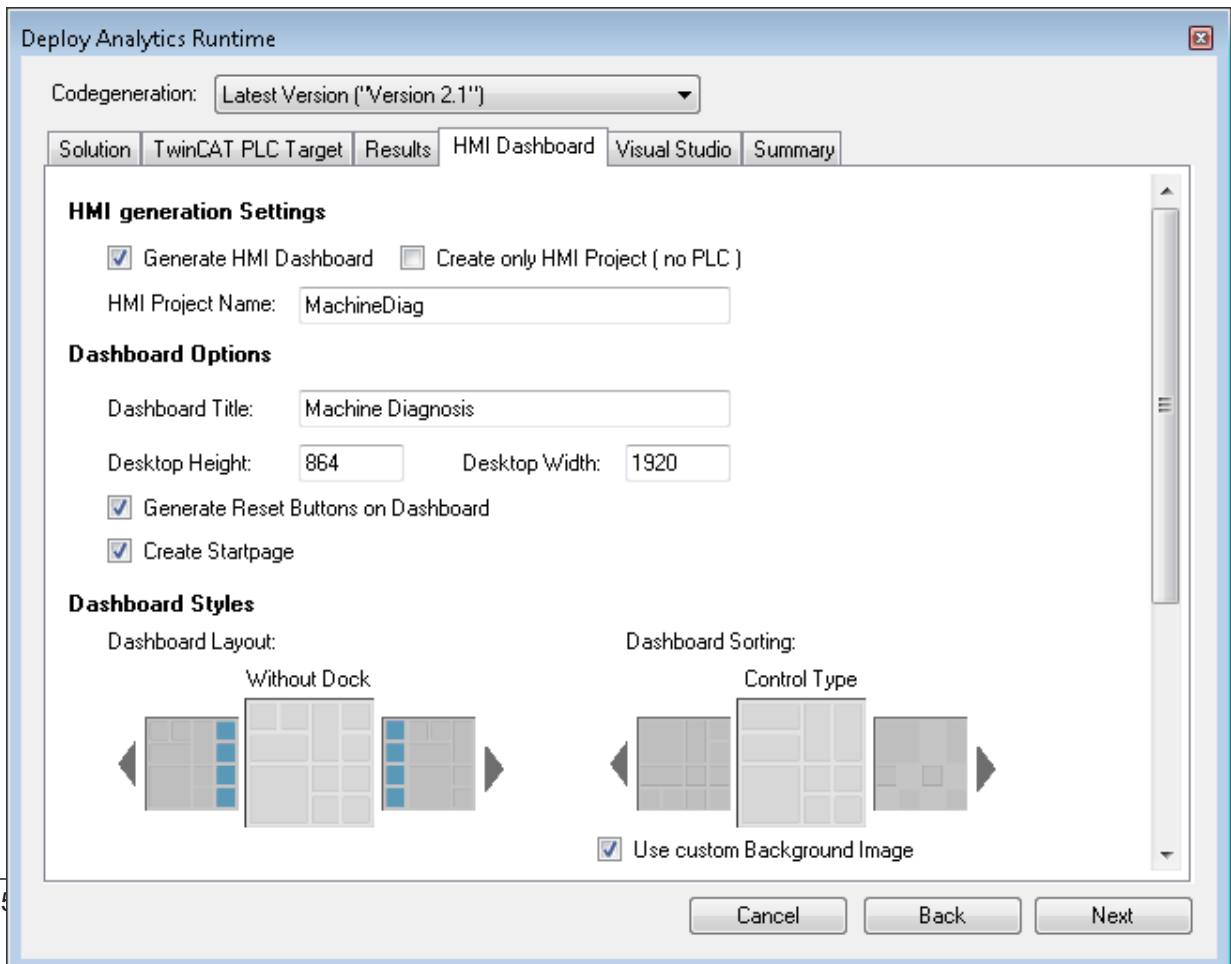 Deploy Analytics Runtime
Codegeneration: Latest Version ("Version 2.1")
Solution TwinCAT PLC Target Results HMI Dashboard Visual Studio Summary
HMI generation Settings
Generate HMI Dashboard Create only HMI Project ( no PLC )
HMI Project Name: MachineDiag
Dashboard Options
Dashboard Title: Machine Diagnosis
Desktop Height: 864 Desktop Width: 1920
Generate Reset Buttons on Dashboard
Create Startpage
Dashboard Styles
Dashboard Layout: Dashboard Sorting:
Without Dock Control Type
Use custom Background Image
Cancel Back Next